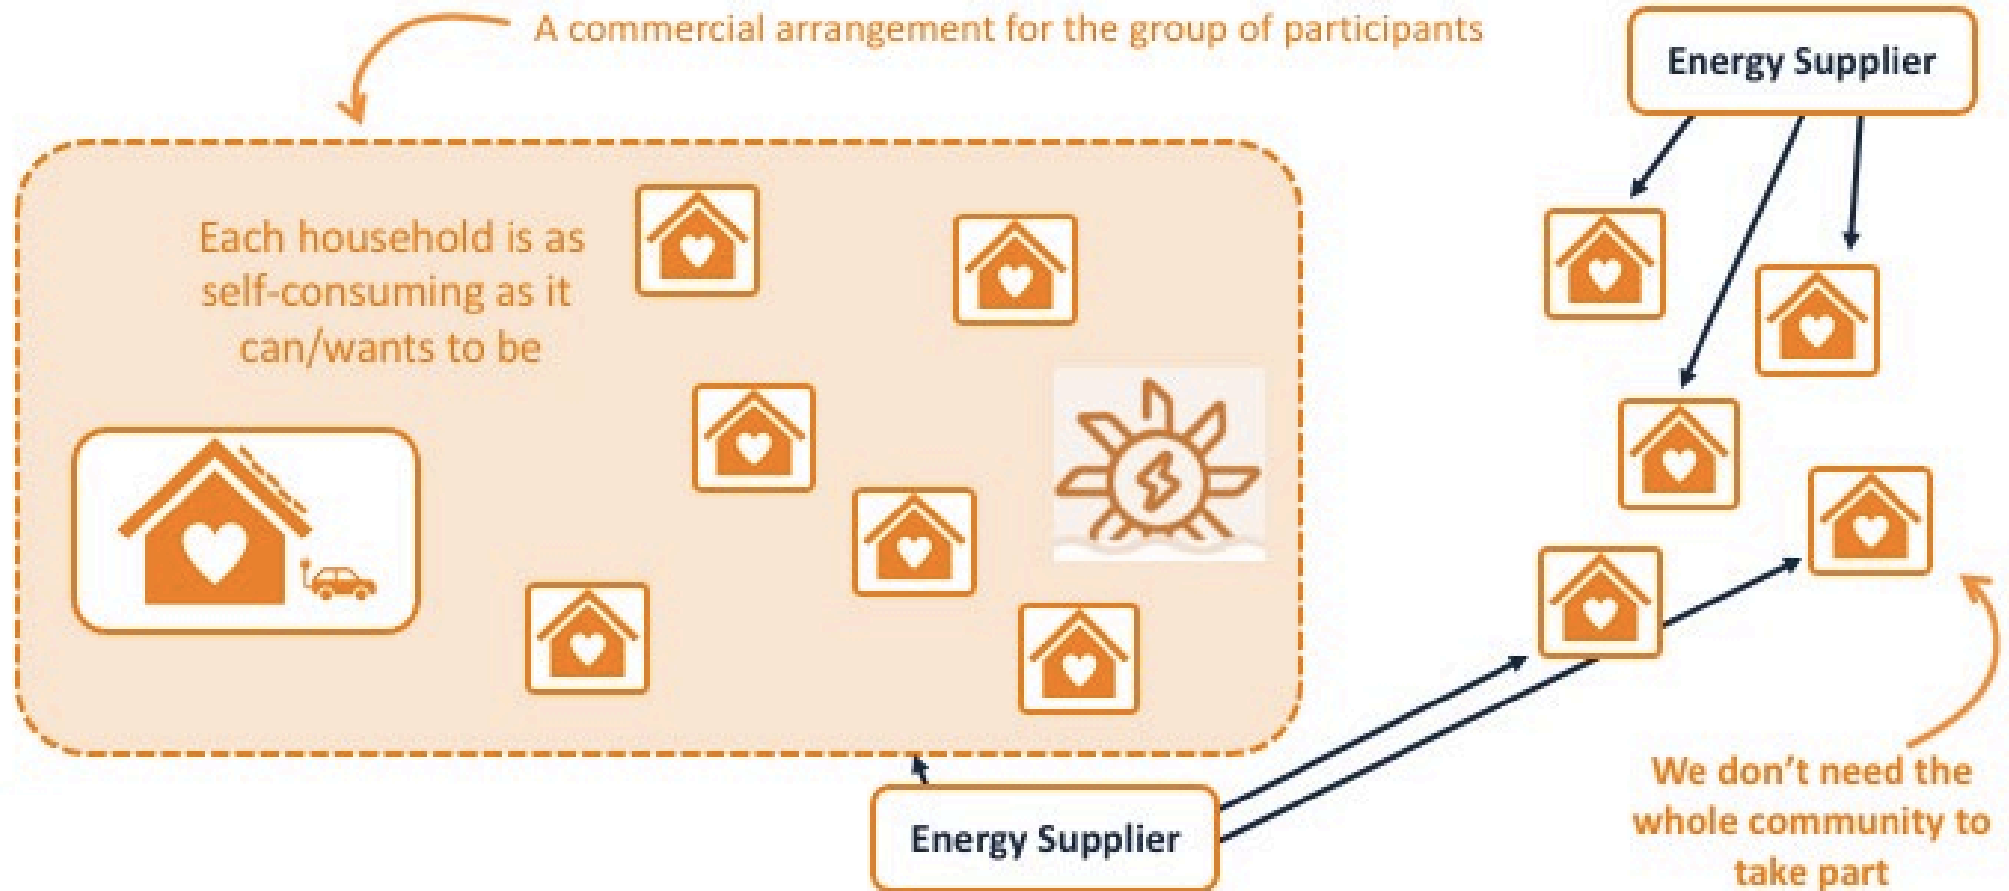 A commercial arrangement for the group of participants
Energy Supplier
Each household is as
self-consuming as it
can/wants to be
Energy Supplier
We don't need the
whole community to
take part